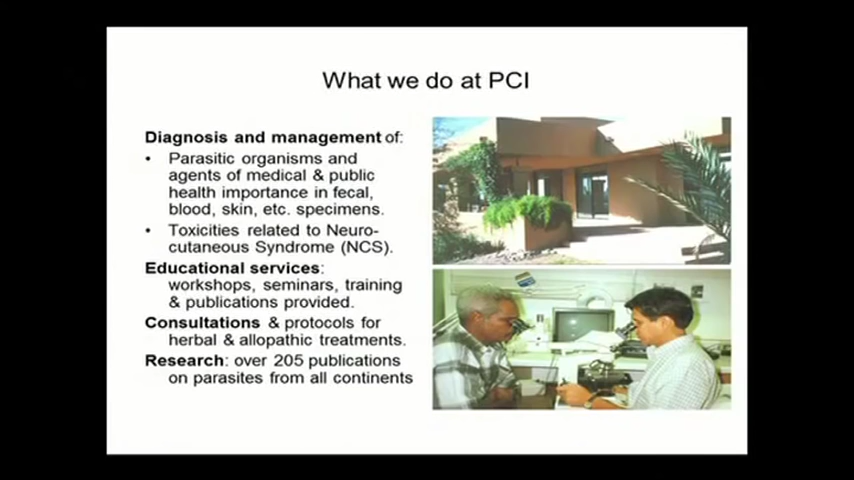 What we do at PCI
Diagnosis and management of:
• Parasitic organisms and
agents of medical & public
health importance in fecal,
blood, skin, etc. specimens.
• Toxicities related to Neuro-
cutaneous Syndrome (NCS).
Educational services:
workshops, seminars, training
& publications provided.
Consultations & protocols for
herbal & allopathic treatments.
Research: over 205 publications
on parasites from all continents